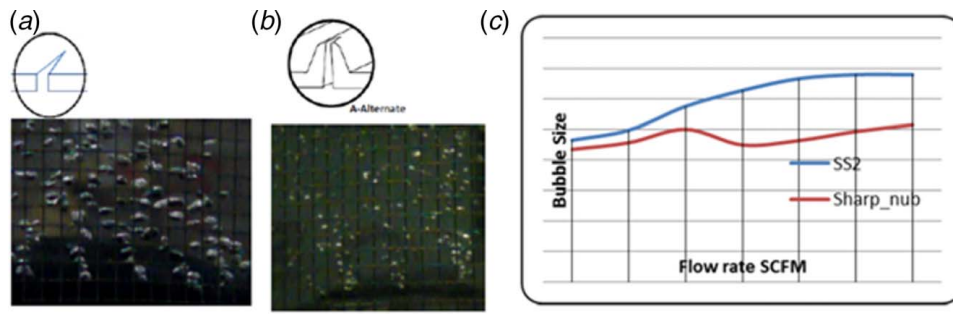 (a)
(b)
(c)
A-Alternate
Bubble Size
SS2
Sharp_nub
Flow rate SCFM